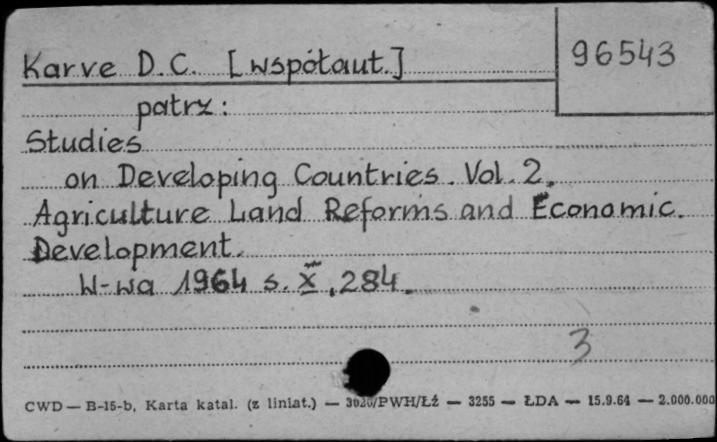 96543
Karve D.C. [współaut.]
patrz:
Studies
on Developing Countries. Vol. 2.
Agriculture Land Reforms and Economic.
Development.
W-wa 1964 s. X, 284.
3
CWD — B-15-b, Karta katal. (z liniat.) — 3020/PWH/Łź — 3255 — ŁDA — 15.9.64 — 2.000.000